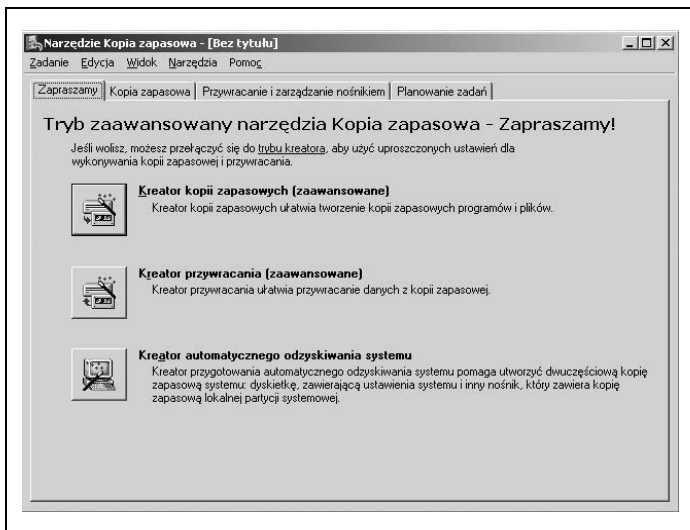 Narzędzie Kopia zapasowa - [Bez tytułu]
Zadanie Edycja Widok Narzędzia Pomoc
Zapraszamy Kopia zapasowa Przywracanie i zarządzanie nośnikiem Planowanie zadań
Tryb zaawansowany narzędzia Kopia zapasowa - Zapraszamy!
Jeśli wolisz, możesz przełączyć się do trybu kreatora, aby użyć uproszczonych ustawień dla
wykonywania kopii zapasowej i przywracania.
Kreator kopii zapasowych (zaawansowane)
Kreator kopii zapasowych ułatwia tworzenie kopii zapasowych programów i plików.
Kreator przywracania (zaawansowane)
Kreator przywracania ułatwia przywracanie danych z kopii zapasowej.
Kreator automatycznego odzyskiwania systemu
Kreator przygotowania automatycznego odzyskiwania systemu pomaga utworzyć dwuczęściową kopię
zapasową systemu: dyskietkę, zawierającą ustawienia systemu i inny nośnik, który zawiera kopię
zapasową lokalnej partycji systemowej.